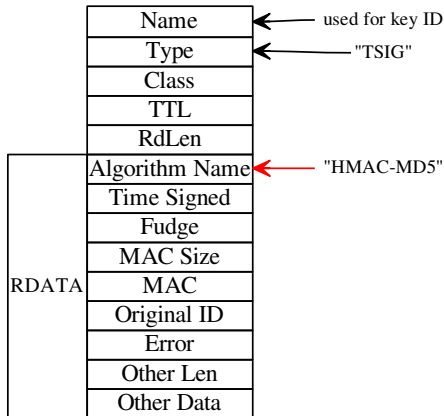 Name used for key ID
Type "TSIG"
Class
TTL
RdLen
Algorithm Name "HMAC-MD5"
Time Signed
Fudge
MAC Size
RDATA MAC
Original ID
Error
Other Len
Other Data